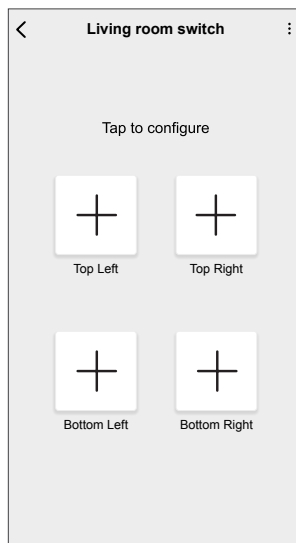 Living room switch
Tap to configure
Top Left
Top Right
Bottom Left
Bottom Right